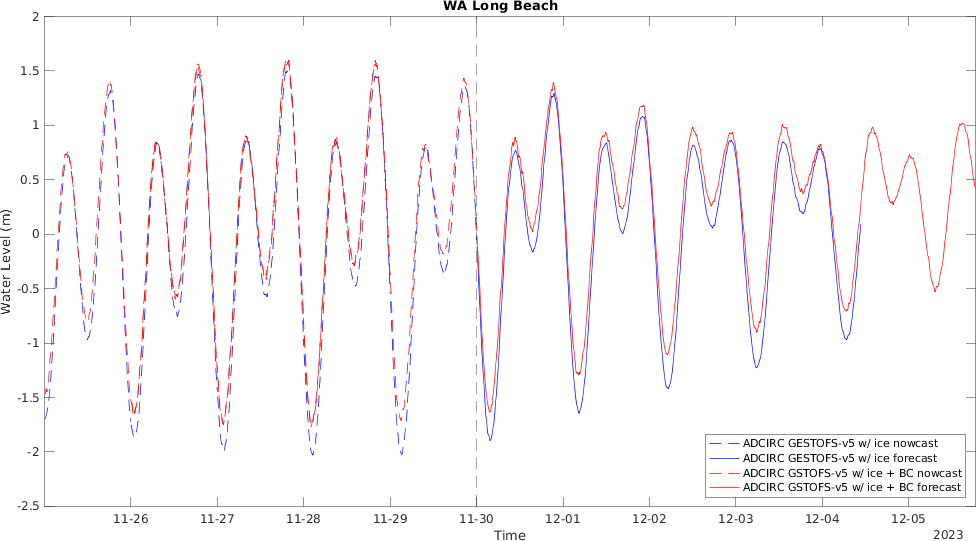 WA Long Beach
2
1.5
1
0.5
0
-0.5
-1
-1.5
-2
-2.5
Water Level (m)
ADCIRC GESTOFS-v5 w/ ice nowcast
ADCIRC GESTOFS-v5 w/ ice forecast
ADCIRC GSTOFS-v5 w/ ice + BC nowcast
ADCIRC GSTOFS-v5 w/ ice + BC forecast
11-26 11-27 11-28 11-29 11-30 12-01 12-02 12-03 12-04 12-05
Time
2023